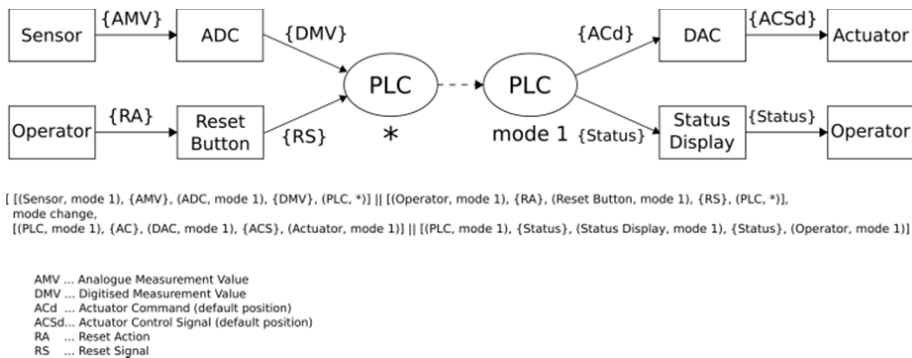 {AMV} {ACSd}
Sensor ADC {DMV} {ACd} DAC Actuator
PLC PLC
Operator {RA} Reset Button {RS} * mode 1 {Status} Status Display {Status} Operator
[ [(Sensor, mode 1), {AMV}, (ADC, mode 1), {DMV}, (PLC, *)] || [(Operator, mode 1), {RA}, (Reset Button, mode 1), {RS}, (PLC, *)],
mode change,
[(PLC, mode 1), {AC}, (DAC, mode 1), {ACS}, (Actuator, mode 1)] || [(PLC, mode 1), {Status}, (Status Display, mode 1), {Status}, (Operator, mode 1)]
AMV ... Analogue Measurement Value
DMV ... Digitised Measurement Value
ACd ... Actuator Command (default position)
ACSd... Actuator Control Signal (default position)
RA ... Reset Action
RS ... Reset Signal